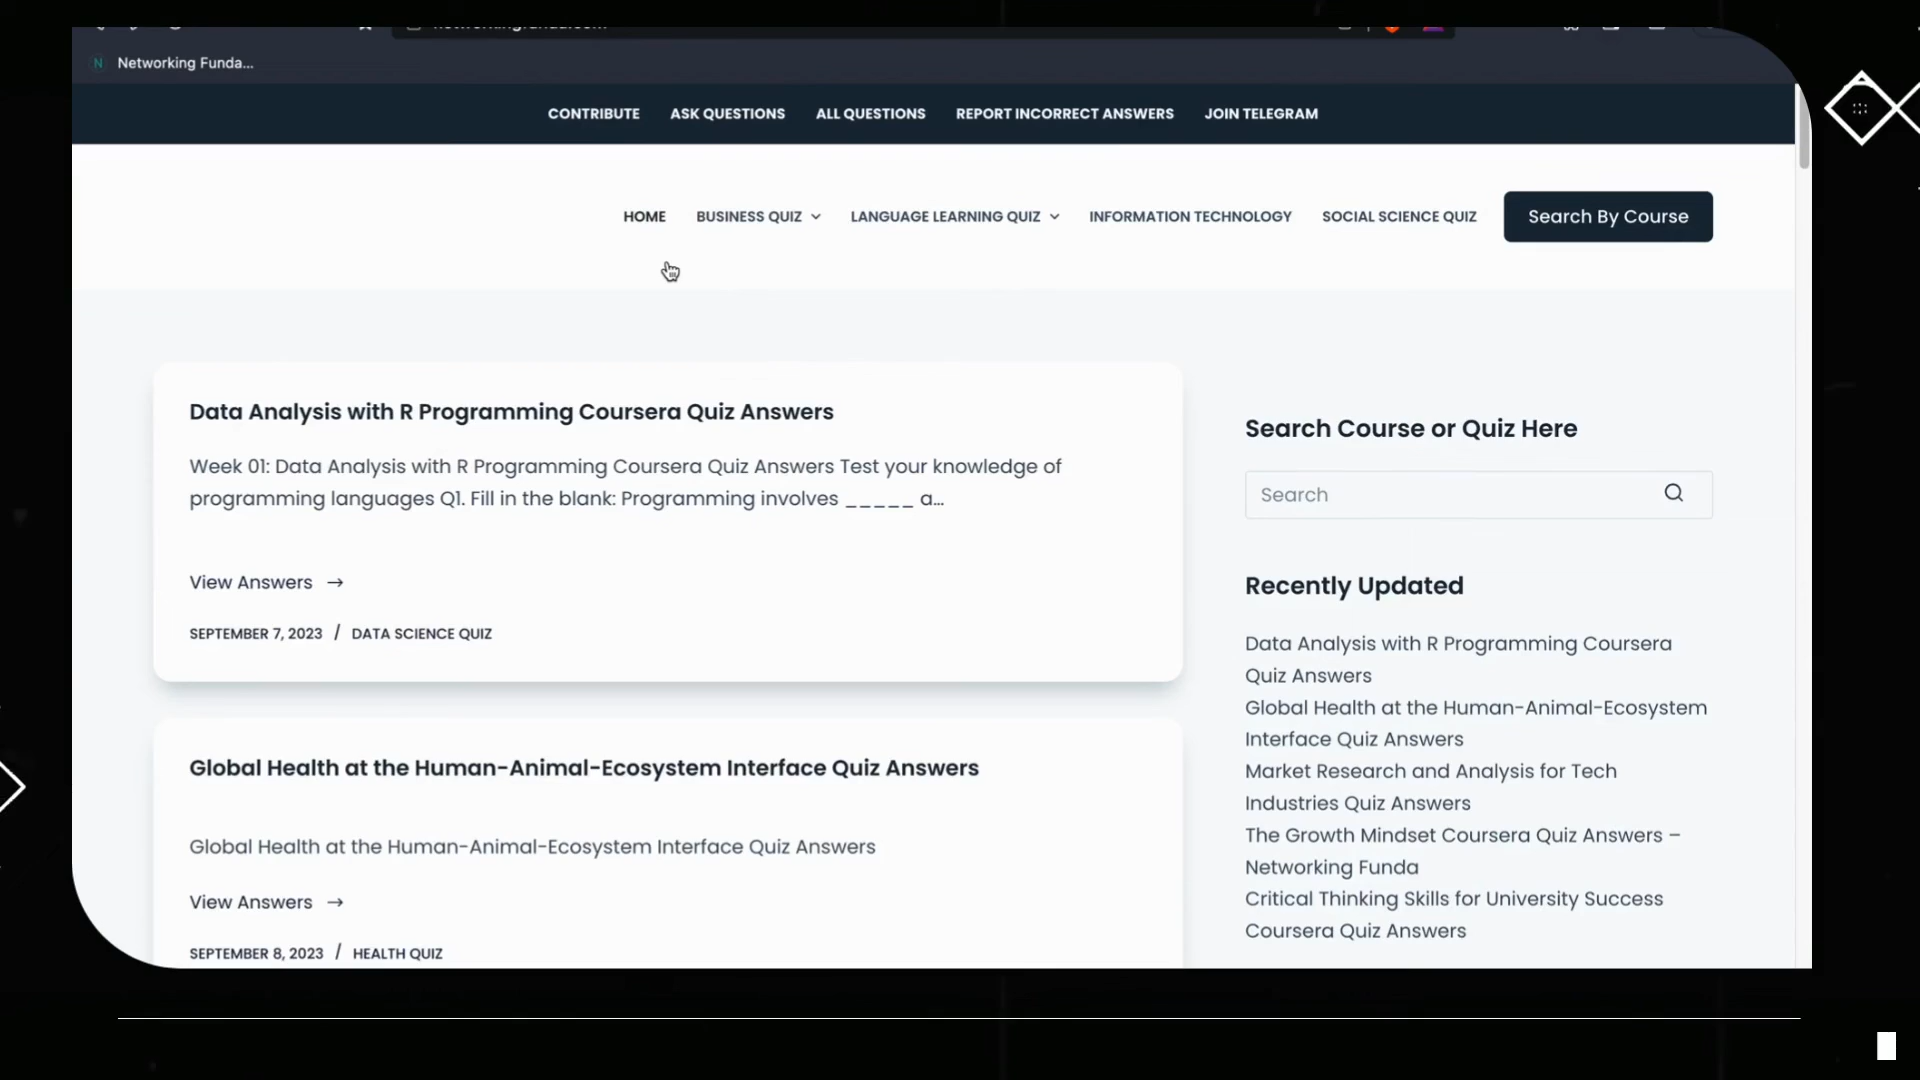 Networking Funda...
CONTRIBUTE ASK QUESTIONS ALL QUESTIONS REPORT INCORRECT ANSWERS JOIN TELEGRAM
HOME BUSINESS QUIZ LANGUAGE LEARNING QUIZ INFORMATION TECHNOLOGY SOCIAL SCIENCE QUIZ Search By Course
Data Analysis with R Programming Coursera Quiz Answers
Week 01: Data Analysis with R Programming Coursera Quiz Answers Test your knowledge of
programming languages Q1. Fill in the blank: Programming involves _____ a...
View Answers →
SEPTEMBER 7, 2023 / DATA SCIENCE QUIZ
Global Health at the Human-Animal-Ecosystem Interface Quiz Answers
Global Health at the Human-Animal-Ecosystem Interface Quiz Answers
View Answers →
SEPTEMBER 8, 2023 / HEALTH QUIZ
Search Course or Quiz Here
Search
Recently Updated
Data Analysis with R Programming Coursera
Quiz Answers
Global Health at the Human-Animal-Ecosystem
Interface Quiz Answers
Market Research and Analysis for Tech
Industries Quiz Answers
The Growth Mindset Coursera Quiz Answers –
Networking Funda
Critical Thinking Skills for University Success
Coursera Quiz Answers